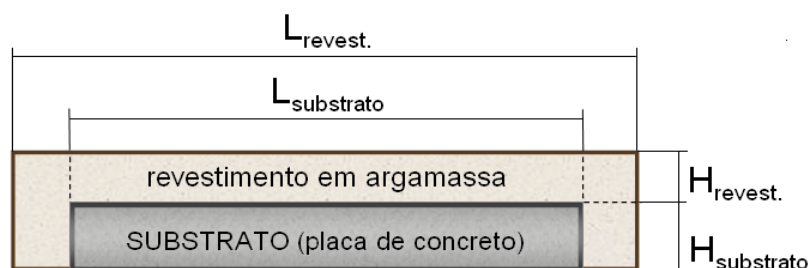 Lrevest.
Lsubstrato
revestimento em argamassa
Hrevest.
SUBSTRATO (placa de concreto)
Hsubstrato